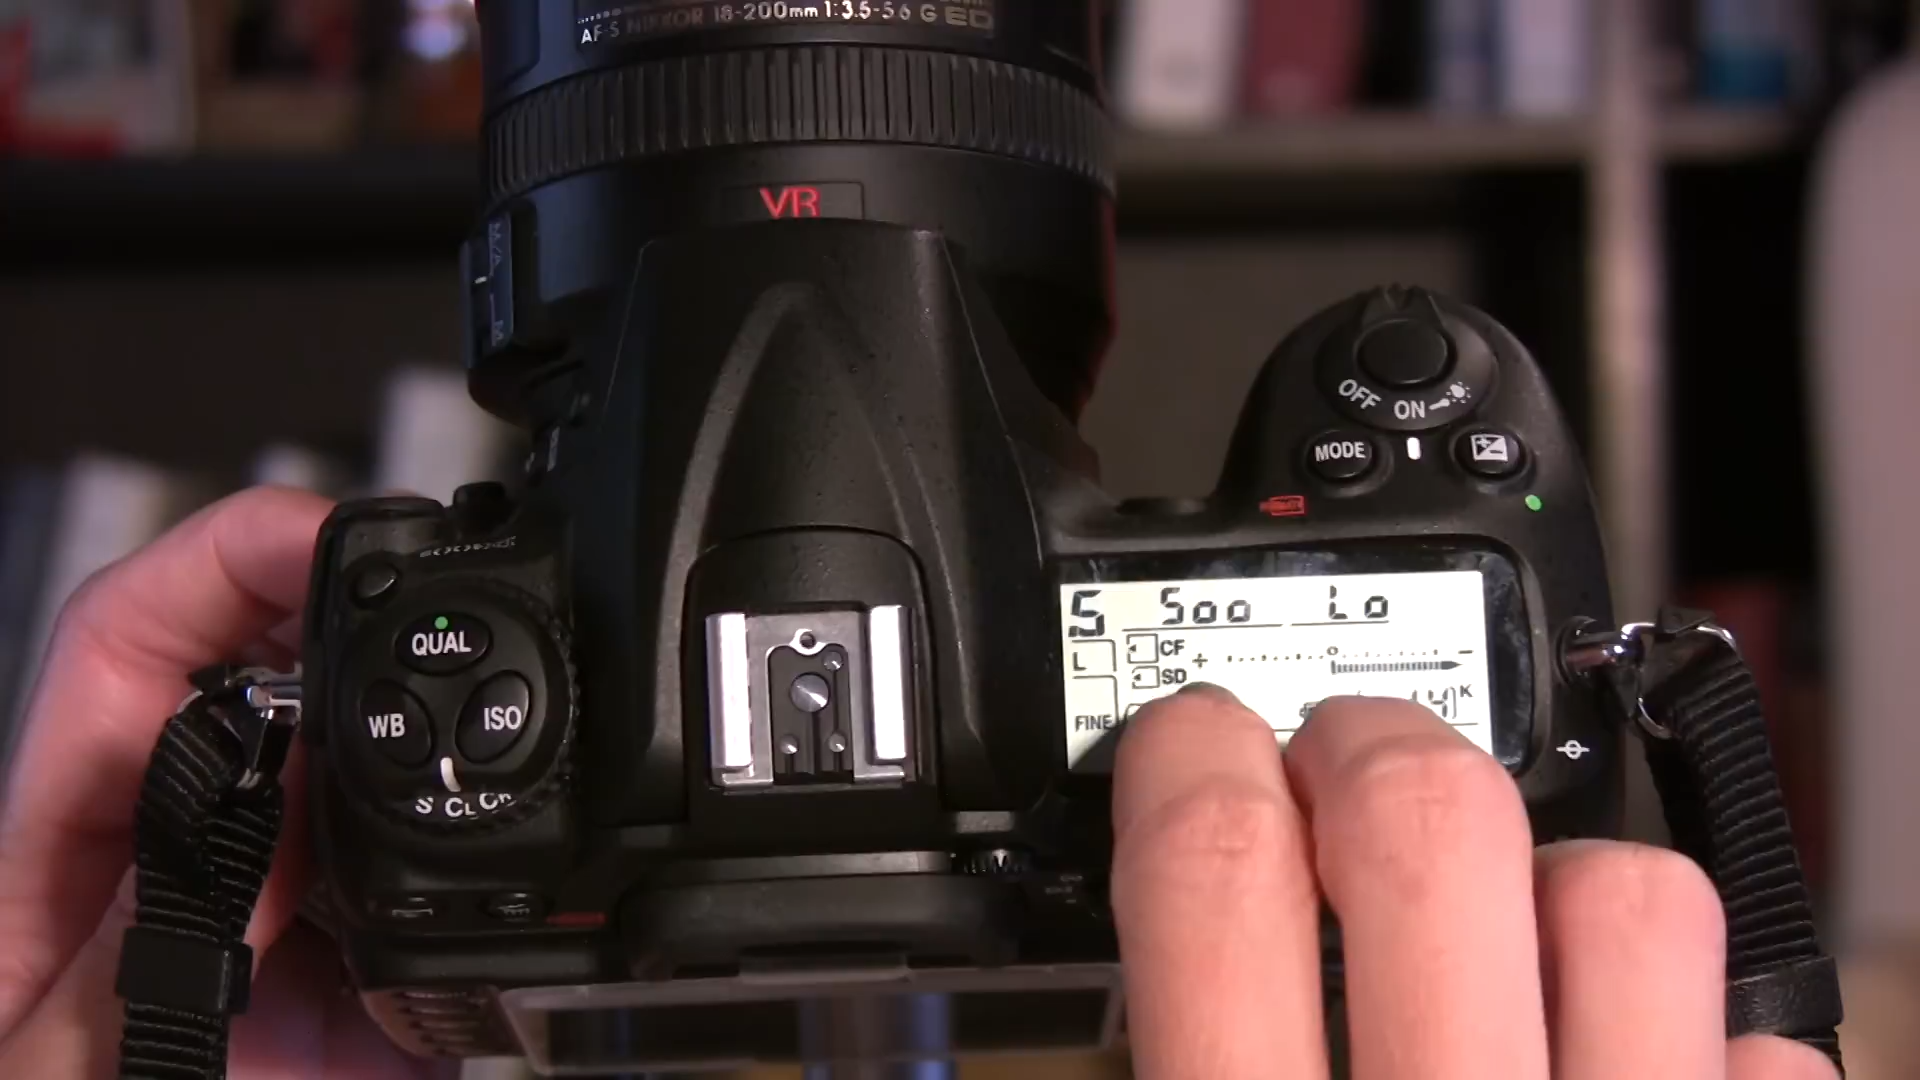 AF-S NIKKOR 18-200mm 1:3.5-5.6 G ED
VR
M/A
M
OFF ON
MODE
QUAL
WB ISO
S CL CH
S 500 Lo
L CF
SD
FINE
K